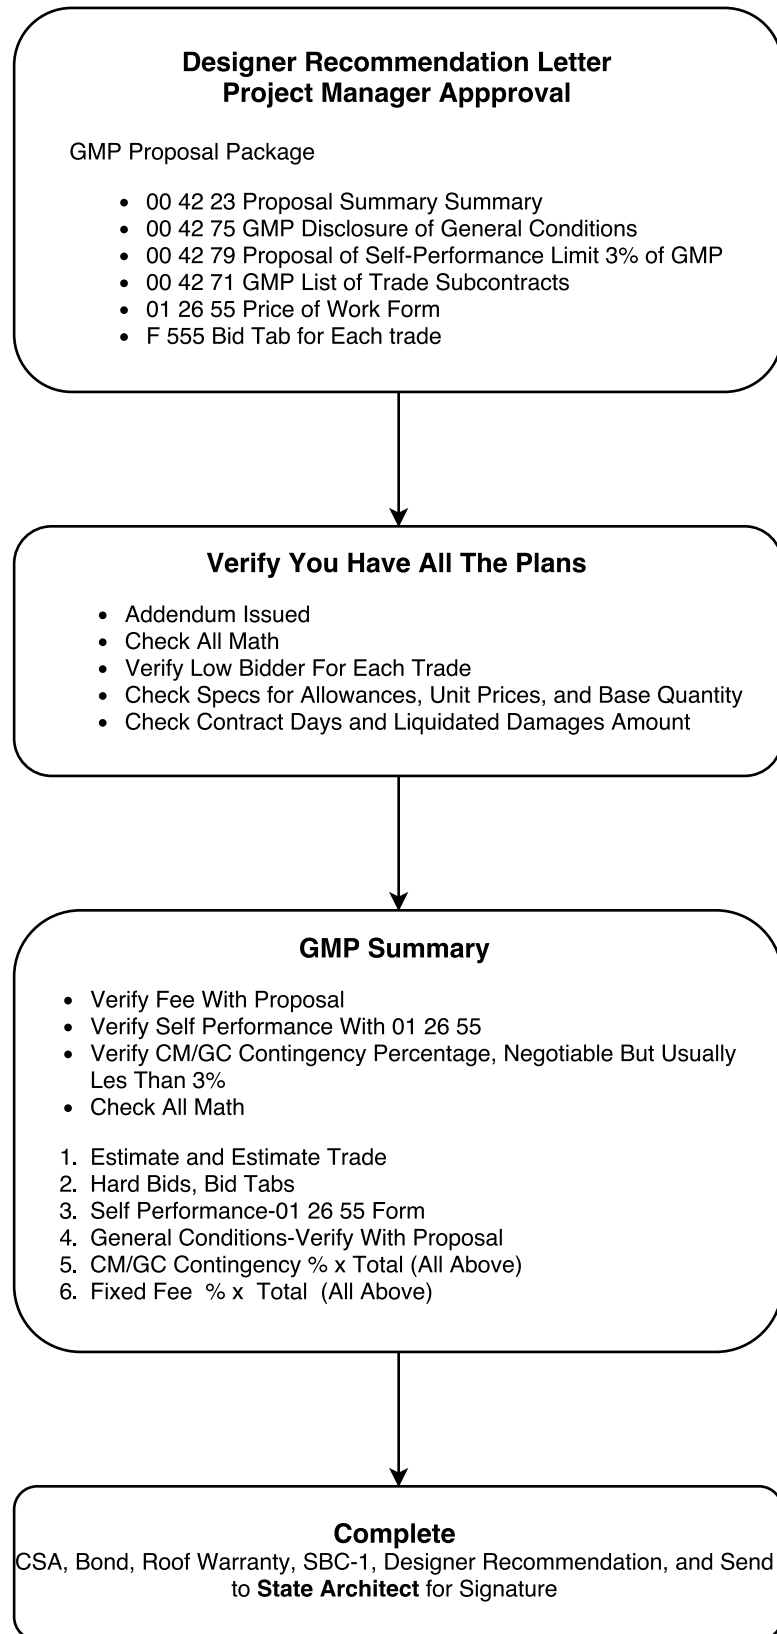 Designer Recommendation Letter
Project Manager Appproval
GMP Proposal Package
• 00 42 23 Proposal Summary Summary
• 00 42 75 GMP Disclosure of General Conditions
• 00 42 79 Proposal of Self-Performance Limit 3% of GMP
• 00 42 71 GMP List of Trade Subcontracts
• 01 26 55 Price of Work Form
• F 555 Bid Tab for Each trade
Verify You Have All The Plans
• Addendum Issued
• Check All Math
• Verify Low Bidder For Each Trade
• Check Specs for Allowances, Unit Prices, and Base Quantity
• Check Contract Days and Liquidated Damages Amount
GMP Summary
• Verify Fee With Proposal
• Verify Self Performance With 01 26 55
• Verify CM/GC Contingency Percentage, Negotiable But Usually
Les Than 3%
• Check All Math
1. Estimate and Estimate Trade
2. Hard Bids, Bid Tabs
3. Self Performance-01 26 55 Form
4. General Conditions-Verify With Proposal
5. CM/GC Contingency % x Total (All Above)
6. Fixed Fee % x Total (All Above)
Complete
CSA, Bond, Roof Warranty, SBC-1, Designer Recommendation, and Send
to State Architect for Signature